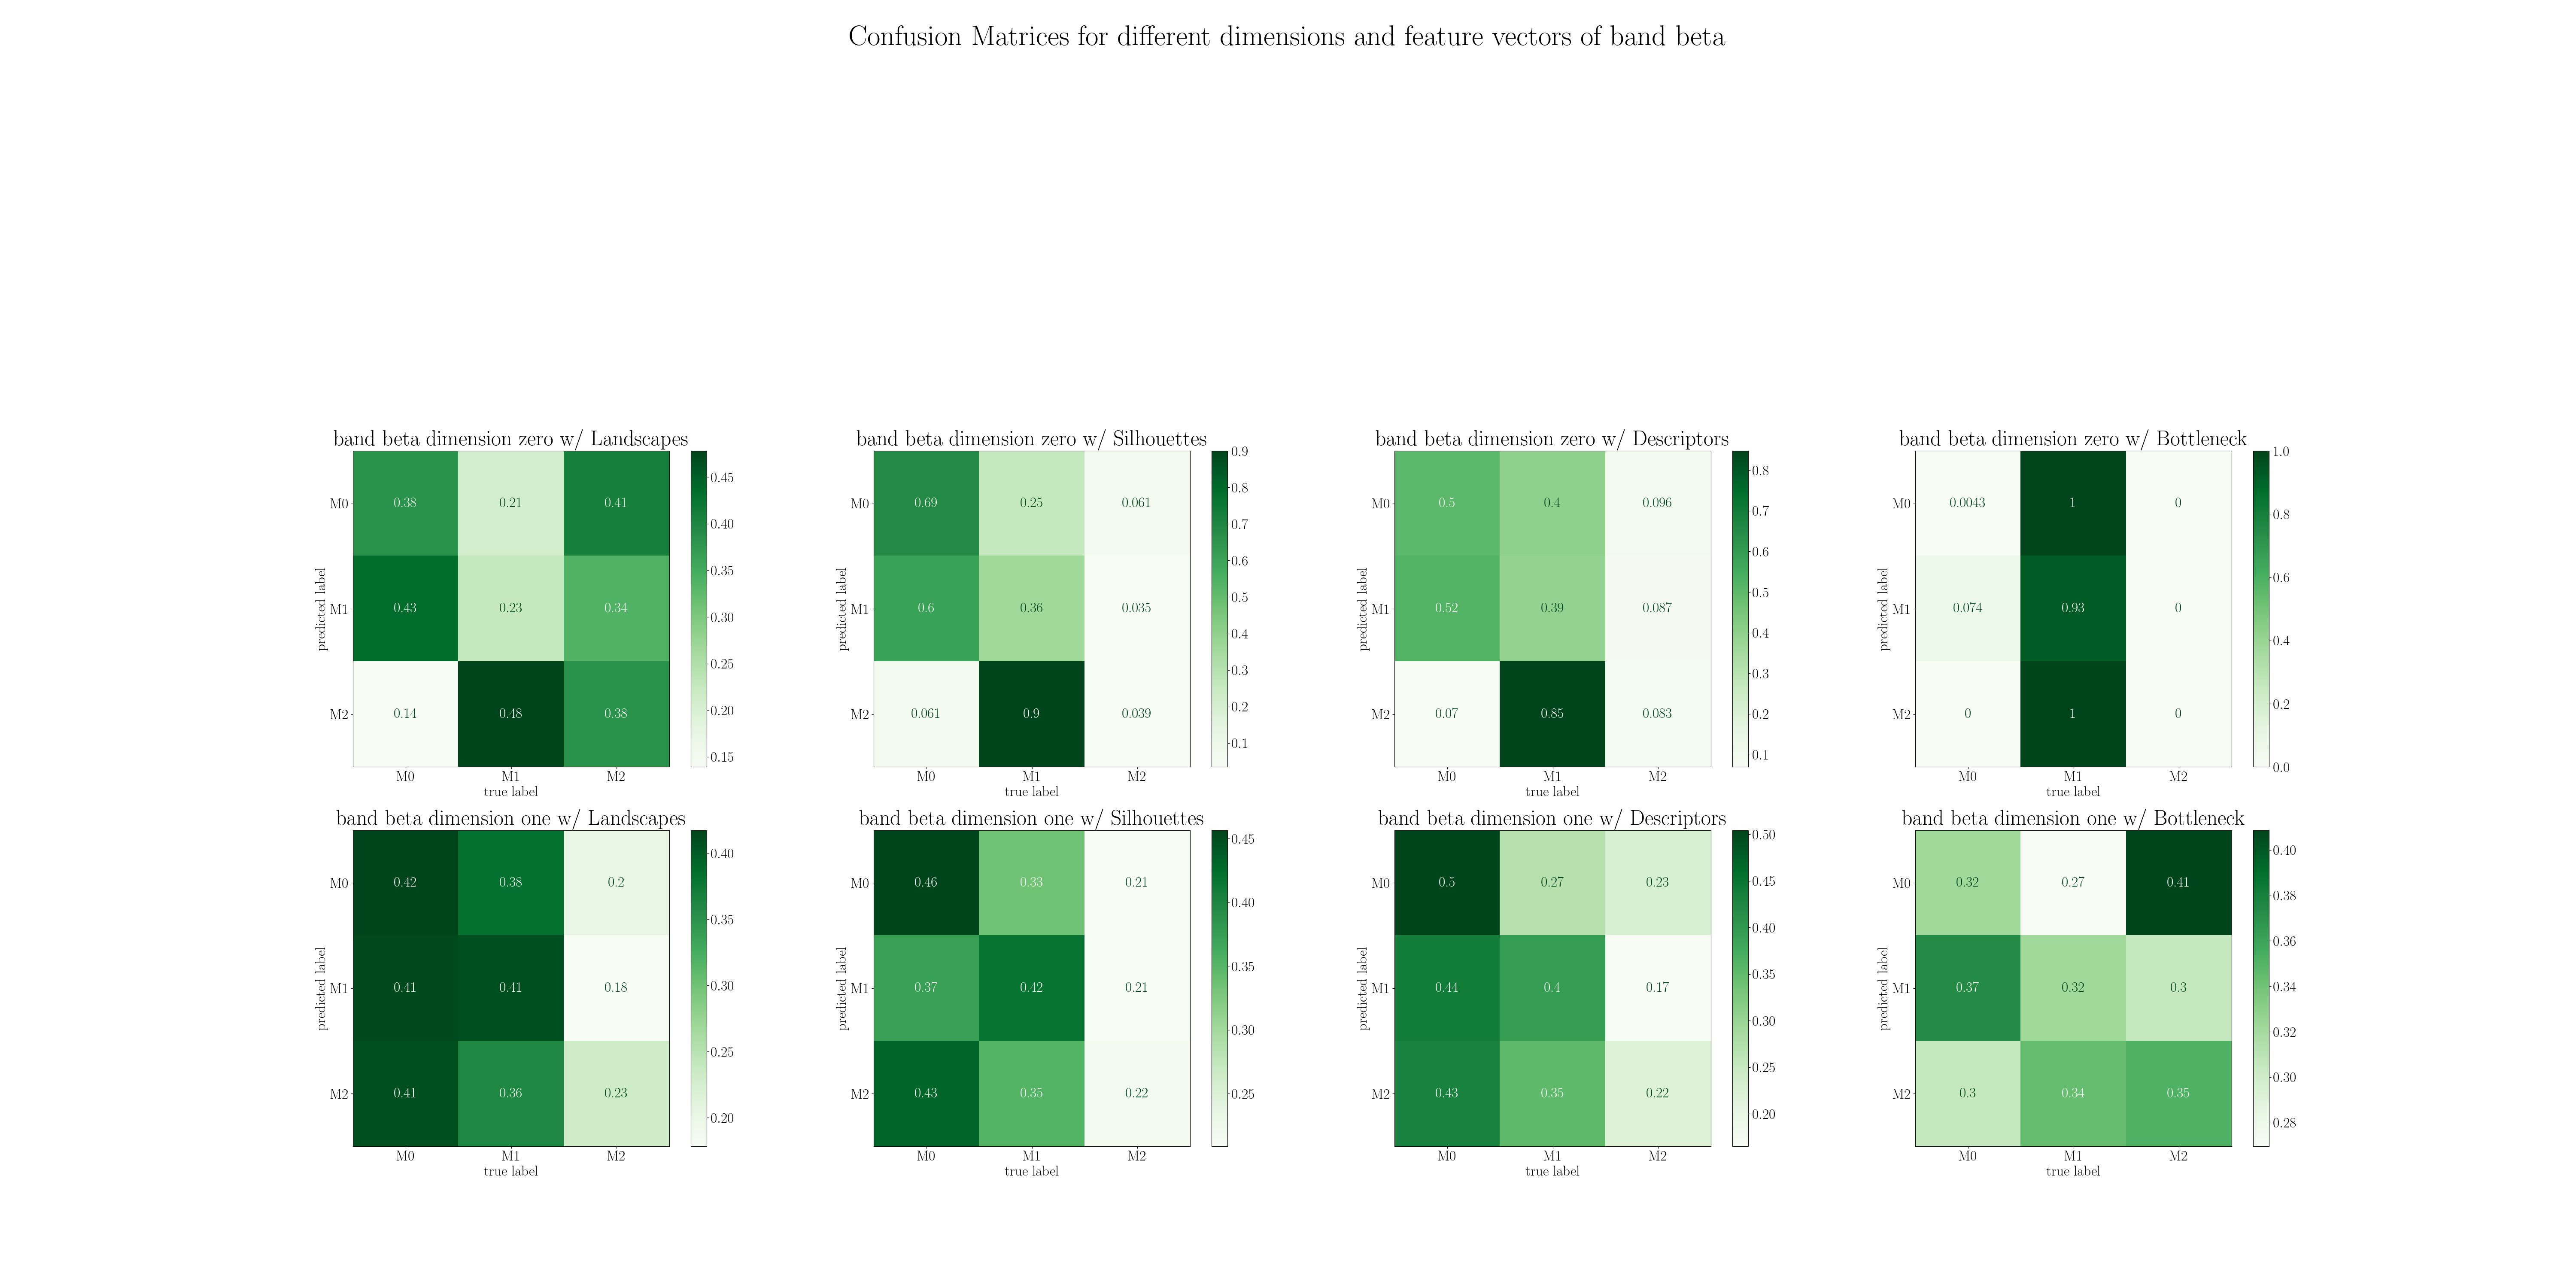 Confusion Matrices for different dimensions and feature vectors of band beta
band beta dimension zero w/ Landscapes
predicted label
M0 0.38 0.21 0.41
M1 0.43 0.23 0.34
M2 0.14 0.48 0.38
M0 M1 M2
true label
0.45
0.40
0.35
0.30
0.25
0.20
0.15
band beta dimension zero w/ Silhouettes
predicted label
M0 0.69 0.25 0.061
M1 0.6 0.36 0.035
M2 0.061 0.9 0.039
M0 M1 M2
true label
0.9
0.8
0.7
0.6
0.5
0.4
0.3
0.2
0.1
band beta dimension zero w/ Descriptors
predicted label
M0 0.5 0.4 0.096
M1 0.52 0.39 0.087
M2 0.07 0.85 0.083
M0 M1 M2
true label
0.8
0.7
0.6
0.5
0.4
0.3
0.2
0.1
band beta dimension zero w/ Bottleneck
predicted label
M0 0.0043 1 0
M1 0.074 0.93 0
M2 0 1 0
M0 M1 M2
true label
1.0
0.8
0.6
0.4
0.2
0.0
band beta dimension one w/ Landscapes
predicted label
M0 0.42 0.38 0.2
M1 0.41 0.41 0.18
M2 0.41 0.36 0.23
M0 M1 M2
true label
0.40
0.35
0.30
0.25
0.20
band beta dimension one w/ Silhouettes
predicted label
M0 0.46 0.33 0.21
M1 0.37 0.42 0.21
M2 0.43 0.35 0.22
M0 M1 M2
true label
0.45
0.40
0.35
0.30
0.25
band beta dimension one w/ Descriptors
predicted label
M0 0.5 0.27 0.23
M1 0.44 0.4 0.17
M2 0.43 0.35 0.22
M0 M1 M2
true label
0.50
0.45
0.40
0.35
0.30
0.25
0.20
band beta dimension one w/ Bottleneck
predicted label
M0 0.32 0.27 0.41
M1 0.37 0.32 0.3
M2 0.3 0.34 0.35
M0 M1 M2
true label
0.40
0.38
0.36
0.34
0.32
0.30
0.28